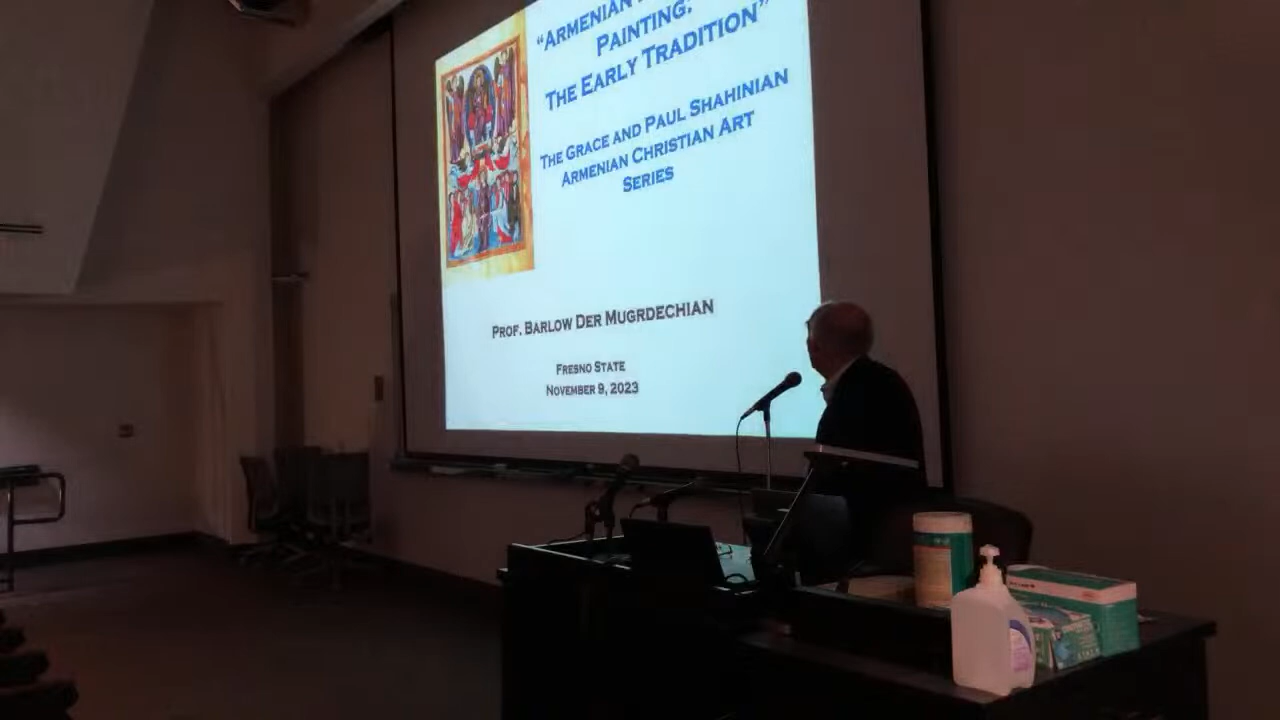 “ARMENIAN
PAINTING:
THE EARLY TRADITION”
THE GRACE AND PAUL SHAHINIAN
ARMENIAN CHRISTIAN ART
SERIES
PROF. BARLOW DER MUGRDECHIAN
FRESNO STATE
NOVEMBER 9, 2023